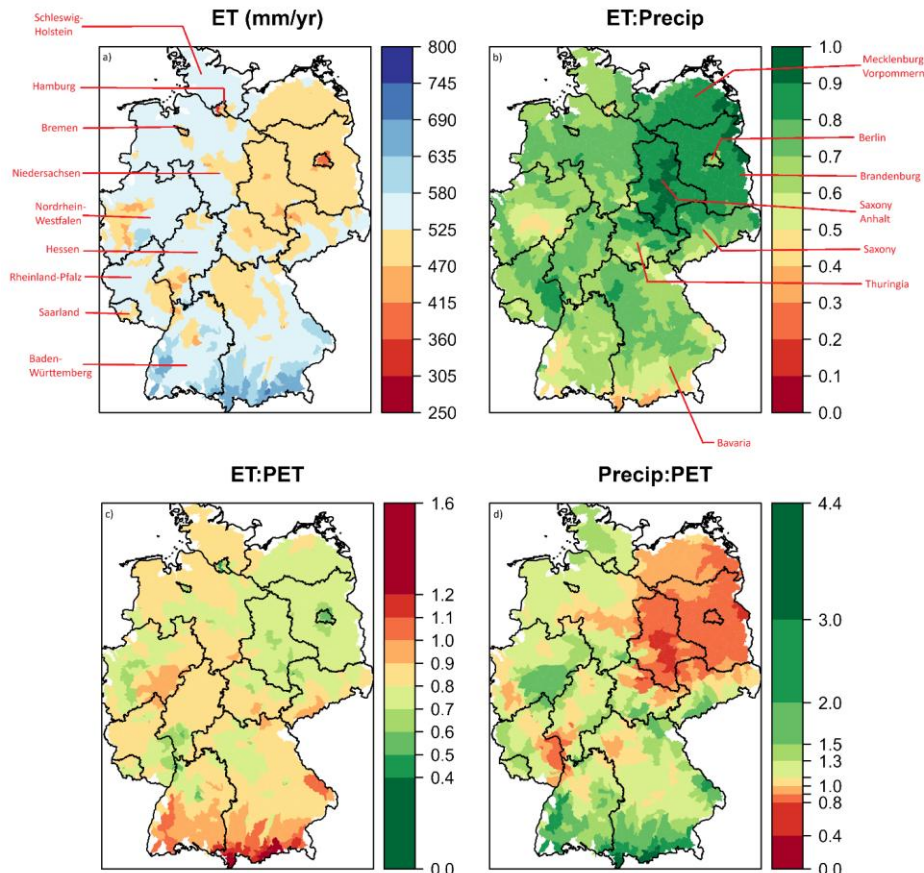 ET (mm/yr)
ET:Precip
Schleswig-
Holstein
Hamburg
Bremen
Niedersachsen
Nordrhein-
Westfalen
Hessen
Rheinland-Pfalz
Saarland
Baden-
Württemberg
a)
800
745
690
635
580
525
470
415
360
305
250
b)
1.0
0.9
0.8
0.7
0.6
0.5
0.4
0.3
0.2
0.1
0.0
Mecklenburg
Vorpommern
Berlin
Brandenburg
Saxony
Anhalt
Saxony
Thuringia
Bavaria
ET:PET
Precip:PET
c)
1.6
1.2
1.1
1.0
0.9
0.8
0.7
0.6
0.5
0.4
0.0
d)
4.4
3.0
2.0
1.5
1.3
1.0
0.8
0.4
0.0